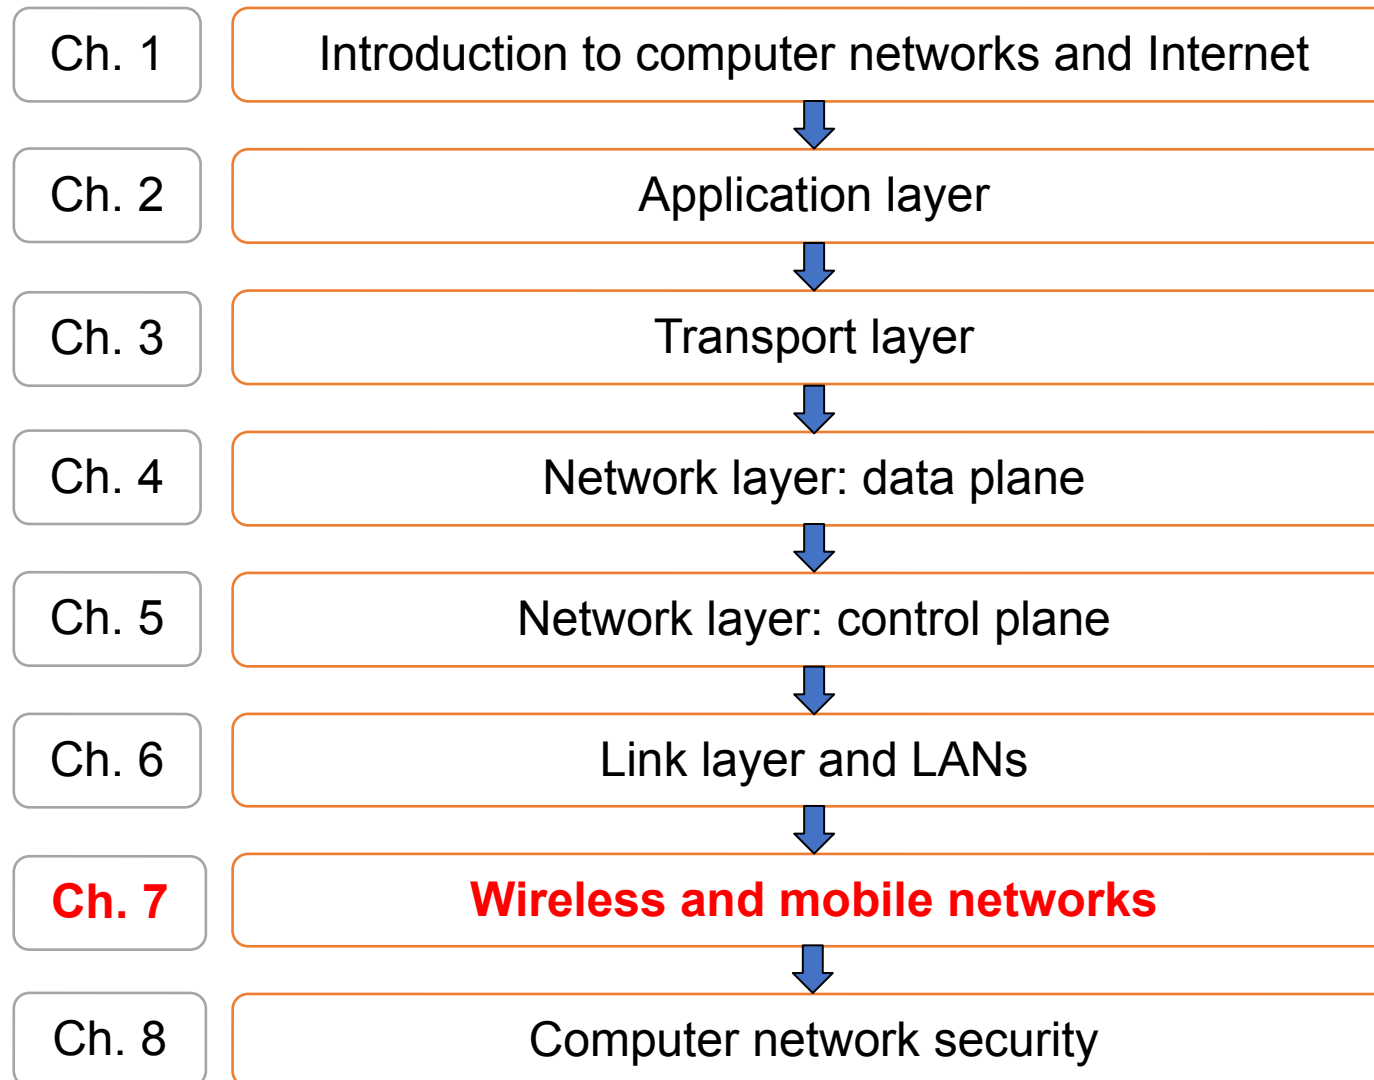 Ch. 1 Introduction to computer networks and Internet
Ch. 2 Application layer
Ch. 3 Transport layer
Ch. 4 Network layer: data plane
Ch. 5 Network layer: control plane
Ch. 6 Link layer and LANs
Ch. 7 Wireless and mobile networks
Ch. 8 Computer network security